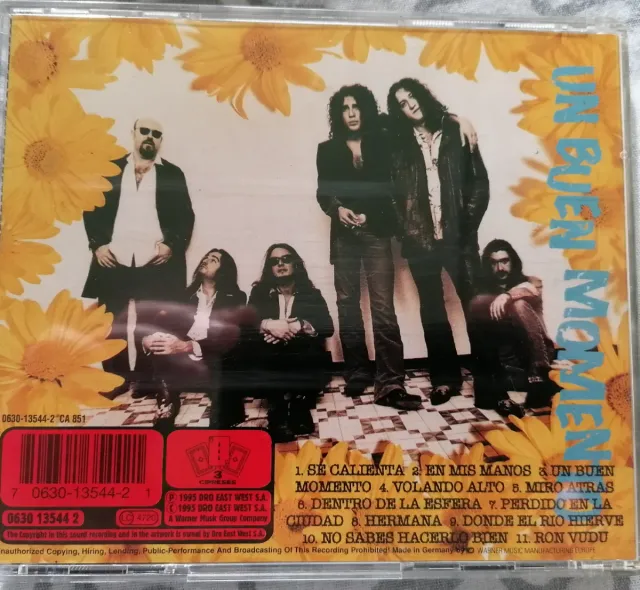 UN BUEN MOMEN
0630-13544-2 CA 851
7 0630-13544-2 1
0630 13544 2
LC 4281
3
CIPRESES
P 1995 DRO EAST WEST S.A.
C 1995 DRO EAST WEST S.A.
A Warner Music Group Company
The Copyright in this sound recording and in the artwork is owned by Dro East West S.A.
1. SE CALIENTA 2. EN MIS MANOS 3. UN BUEN
MOMENTO 4. VOLANDO ALTO 5. MIRO ATRAS
6. DENTRO DE LA ESFERA 7. PERDIDO EN LA
CIUDAD 8. HERMANA 9. DONDE EL RIO HIERVE
10. NO SABES HACERLO BIEN 11. RON VUDU
nauthorized Copying, Hiring, Lending, Public-Performance And Broadcasting Of This Recording Prohibited! Made in Germany by WARNER MUSIC MANUFACTURING EUROPE.